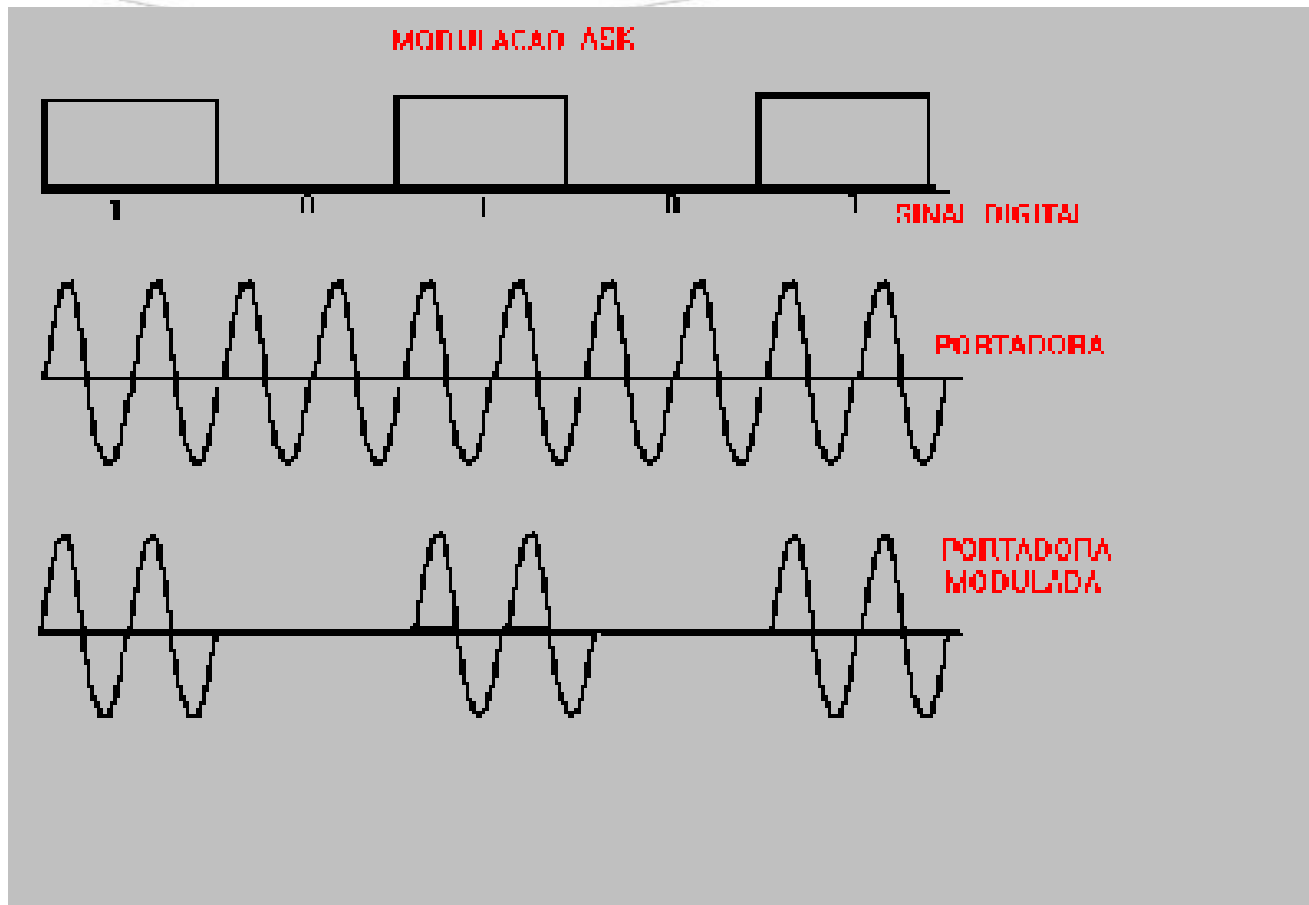 MODULACAO ASK
1 0 1 0 1
SINAL DIGITAL
PORTADORA
PORTADORA
MODULADA